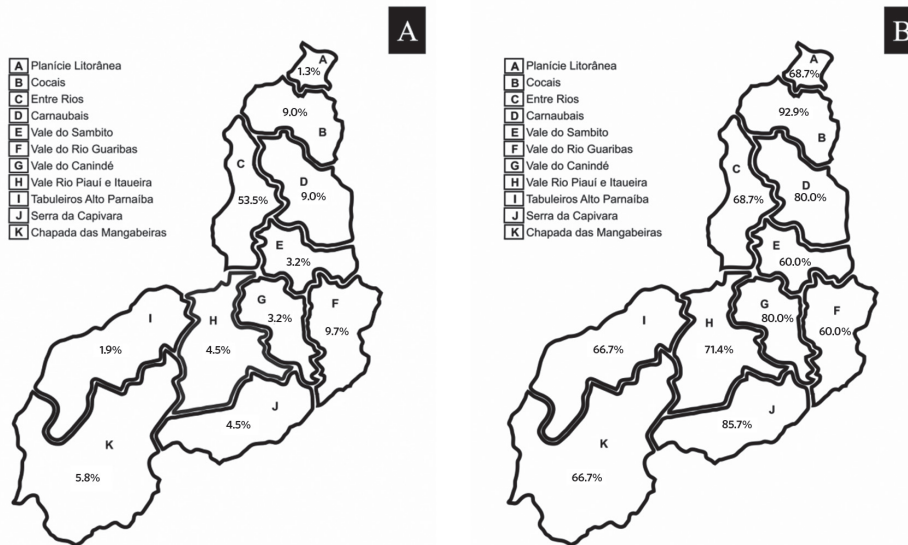 A
A Planície Litorânea
B Cocais
C Entre Rios
D Carnaubais
E Vale do Sambito
F Vale do Rio Guaribas
G Vale do Canindé
H Vale Rio Piauí e Itaueira
I Tabuleiros Alto Parnaíba
J Serra da Capivara
K Chapada das Mangabeiras
A
1.3%
9.0%
B
C
53.5%
D
9.0%
E
3.2%
G
3.2%
F
9.7%
H
4.5%
I
1.9%
J
4.5%
K
5.8%
B
A Planície Litorânea
B Cocais
C Entre Rios
D Carnaubais
E Vale do Sambito
F Vale do Rio Guaribas
G Vale do Canindé
H Vale Rio Piauí e Itaueira
I Tabuleiros Alto Parnaíba
J Serra da Capivara
K Chapada das Mangabeiras
A
68.7%
92.9%
B
C
68.7%
D
80.0%
E
60.0%
G
80.0%
F
60.0%
H
71.4%
I
66.7%
J
85.7%
K
66.7%